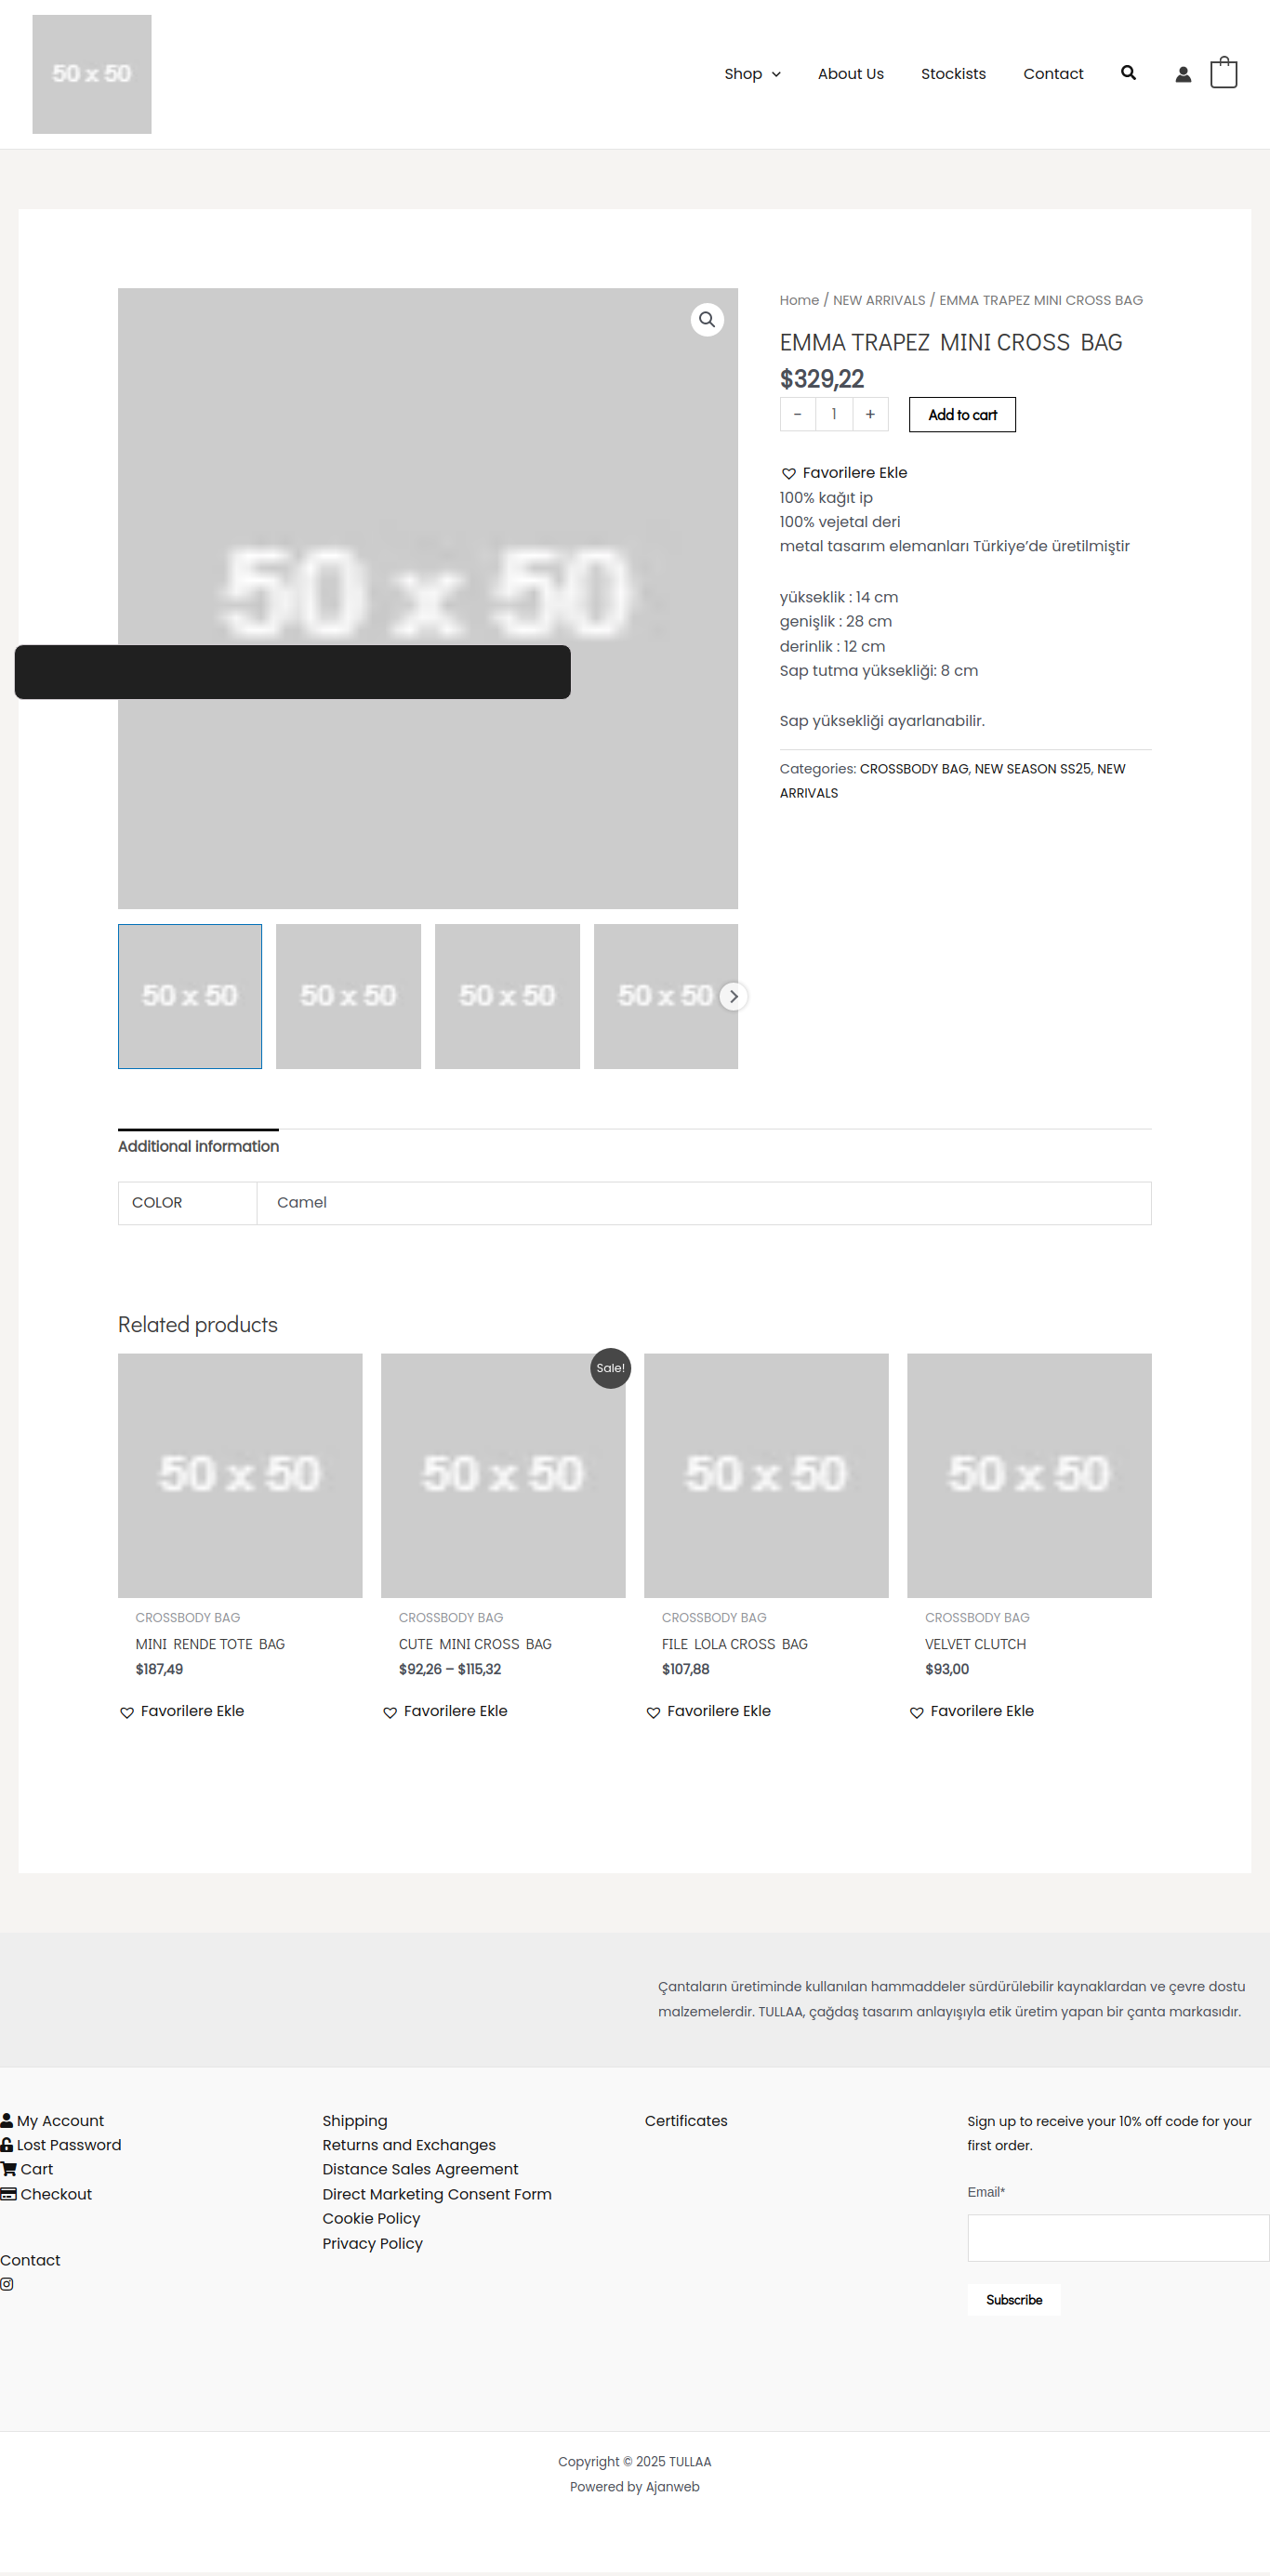 50 x 50
Shop
About Us
Stockists
Contact
50 x 50
Home / NEW ARRIVALS / EMMA TRAPEZ MINI CROSS BAG
EMMA TRAPEZ MINI CROSS BAG
$329,22
- 1 +
Add to cart
Favorilere Ekle
100% kağıt ip
100% vejetal deri
metal tasarım elemanları Türkiye’de üretilmiştir
yükseklik : 14 cm
genişlik : 28 cm
derinlik : 12 cm
Sap tutma yüksekliği: 8 cm
Sap yüksekliği ayarlanabilir.
Categories: CROSSBODY BAG, NEW SEASON SS25, NEW
ARRIVALS
50 x 50
50 x 50
50 x 50
50 x 50
Additional information
COLOR
Camel
Related products
50 x 50
CROSSBODY BAG
MINI RENDE TOTE BAG
$187,49
Favorilere Ekle
Sale!
50 x 50
CROSSBODY BAG
CUTE MINI CROSS BAG
$92,26 – $115,32
Favorilere Ekle
50 x 50
CROSSBODY BAG
FILE LOLA CROSS BAG
$107,88
Favorilere Ekle
50 x 50
CROSSBODY BAG
VELVET CLUTCH
$93,00
Favorilere Ekle
Çantaların üretiminde kullanılan hammaddeler sürdürülebilir kaynaklardan ve çevre dostu
malzemelerdir. TULLAA, çağdaş tasarım anlayışıyla etik üretim yapan bir çanta markasıdır.
My Account
Lost Password
Cart
Checkout
Contact
Shipping
Returns and Exchanges
Distance Sales Agreement
Direct Marketing Consent Form
Cookie Policy
Privacy Policy
Certificates
Sign up to receive your 10% off code for your
first order.
Email*
Subscribe
Copyright © 2025 TULLAA
Powered by Ajanweb